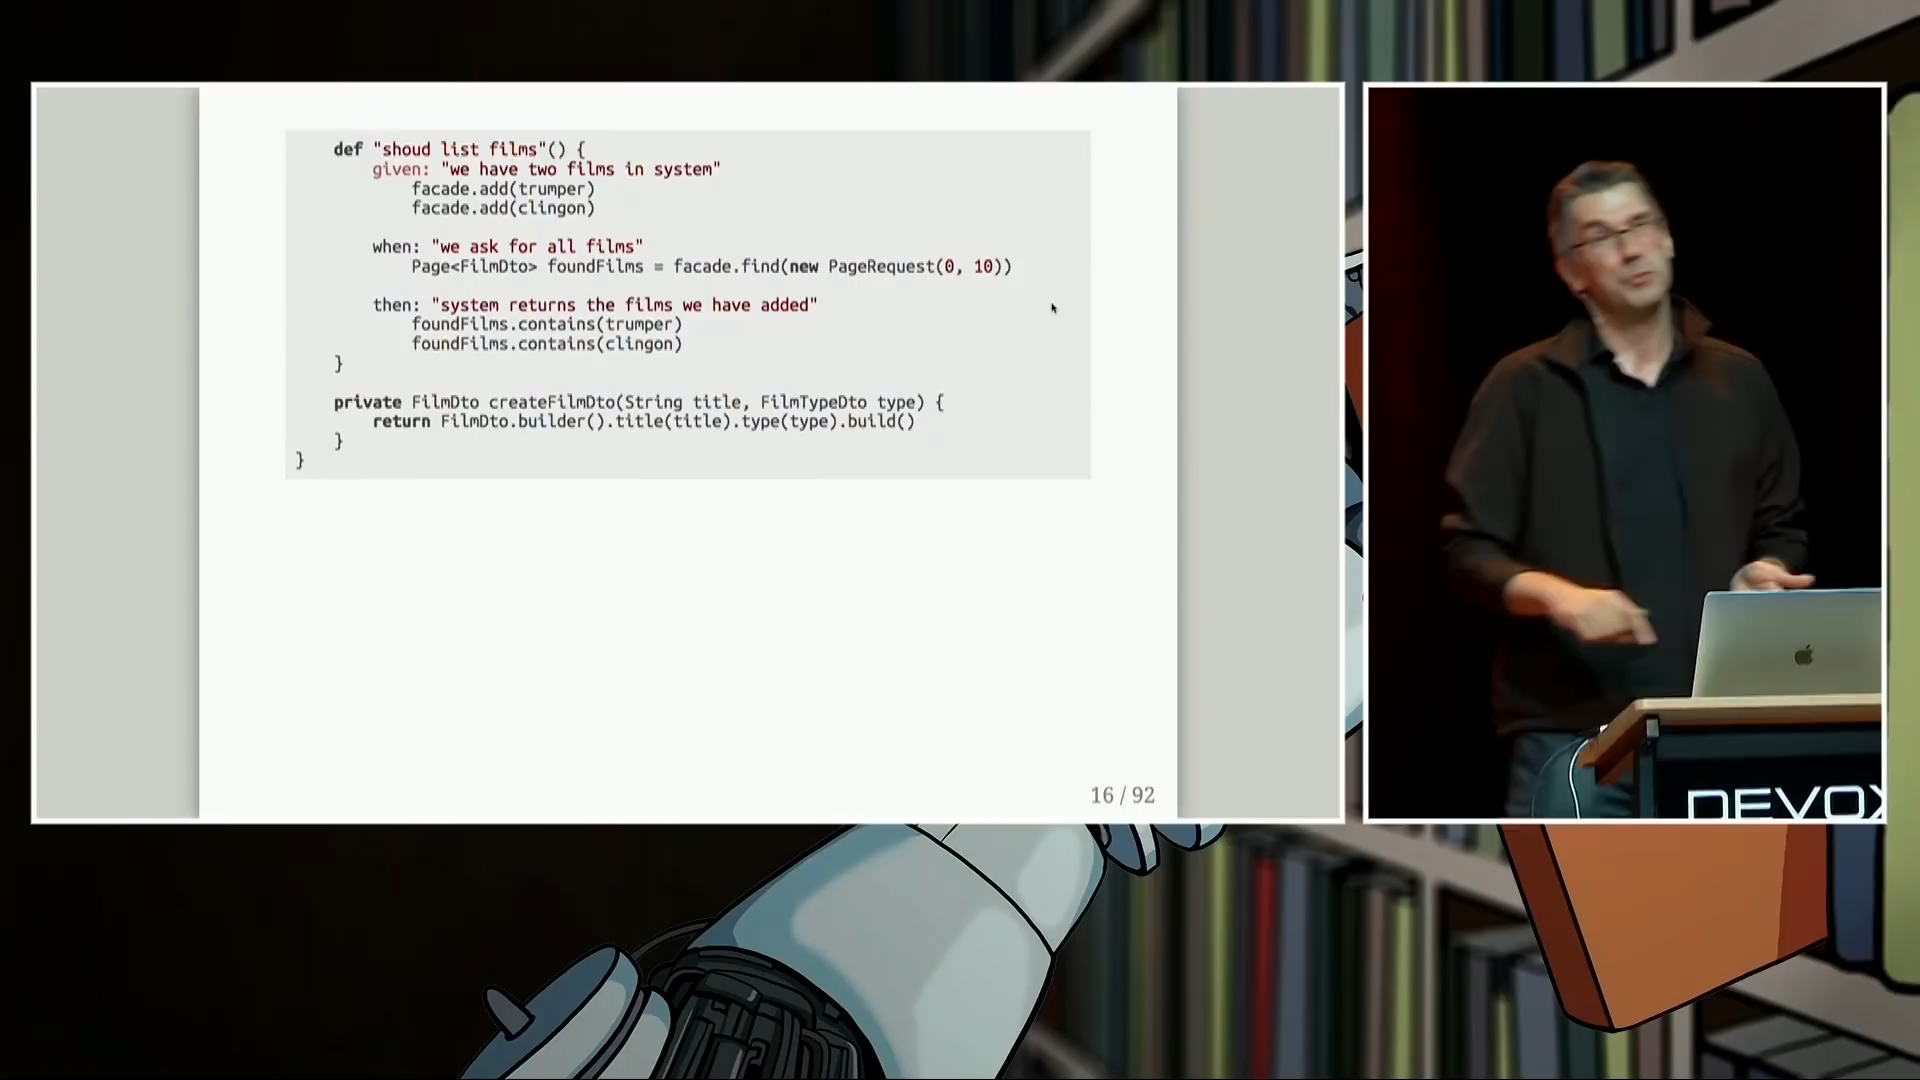 def "shoud list films"() {
given: "we have two films in system"
facade.add(trumper)
facade.add(clingon)
when: "we ask for all films"
Page<FilmDto> foundFilms = facade.find(new PageRequest(0, 10))
then: "system returns the films we have added"
foundFilms.contains(trumper)
foundFilms.contains(clingon)
}
private FilmDto createFilmDto(String title, FilmTypeDto type) {
return FilmDto.builder().title(title).type(type).build()
}
}
16 / 92
DEVOX